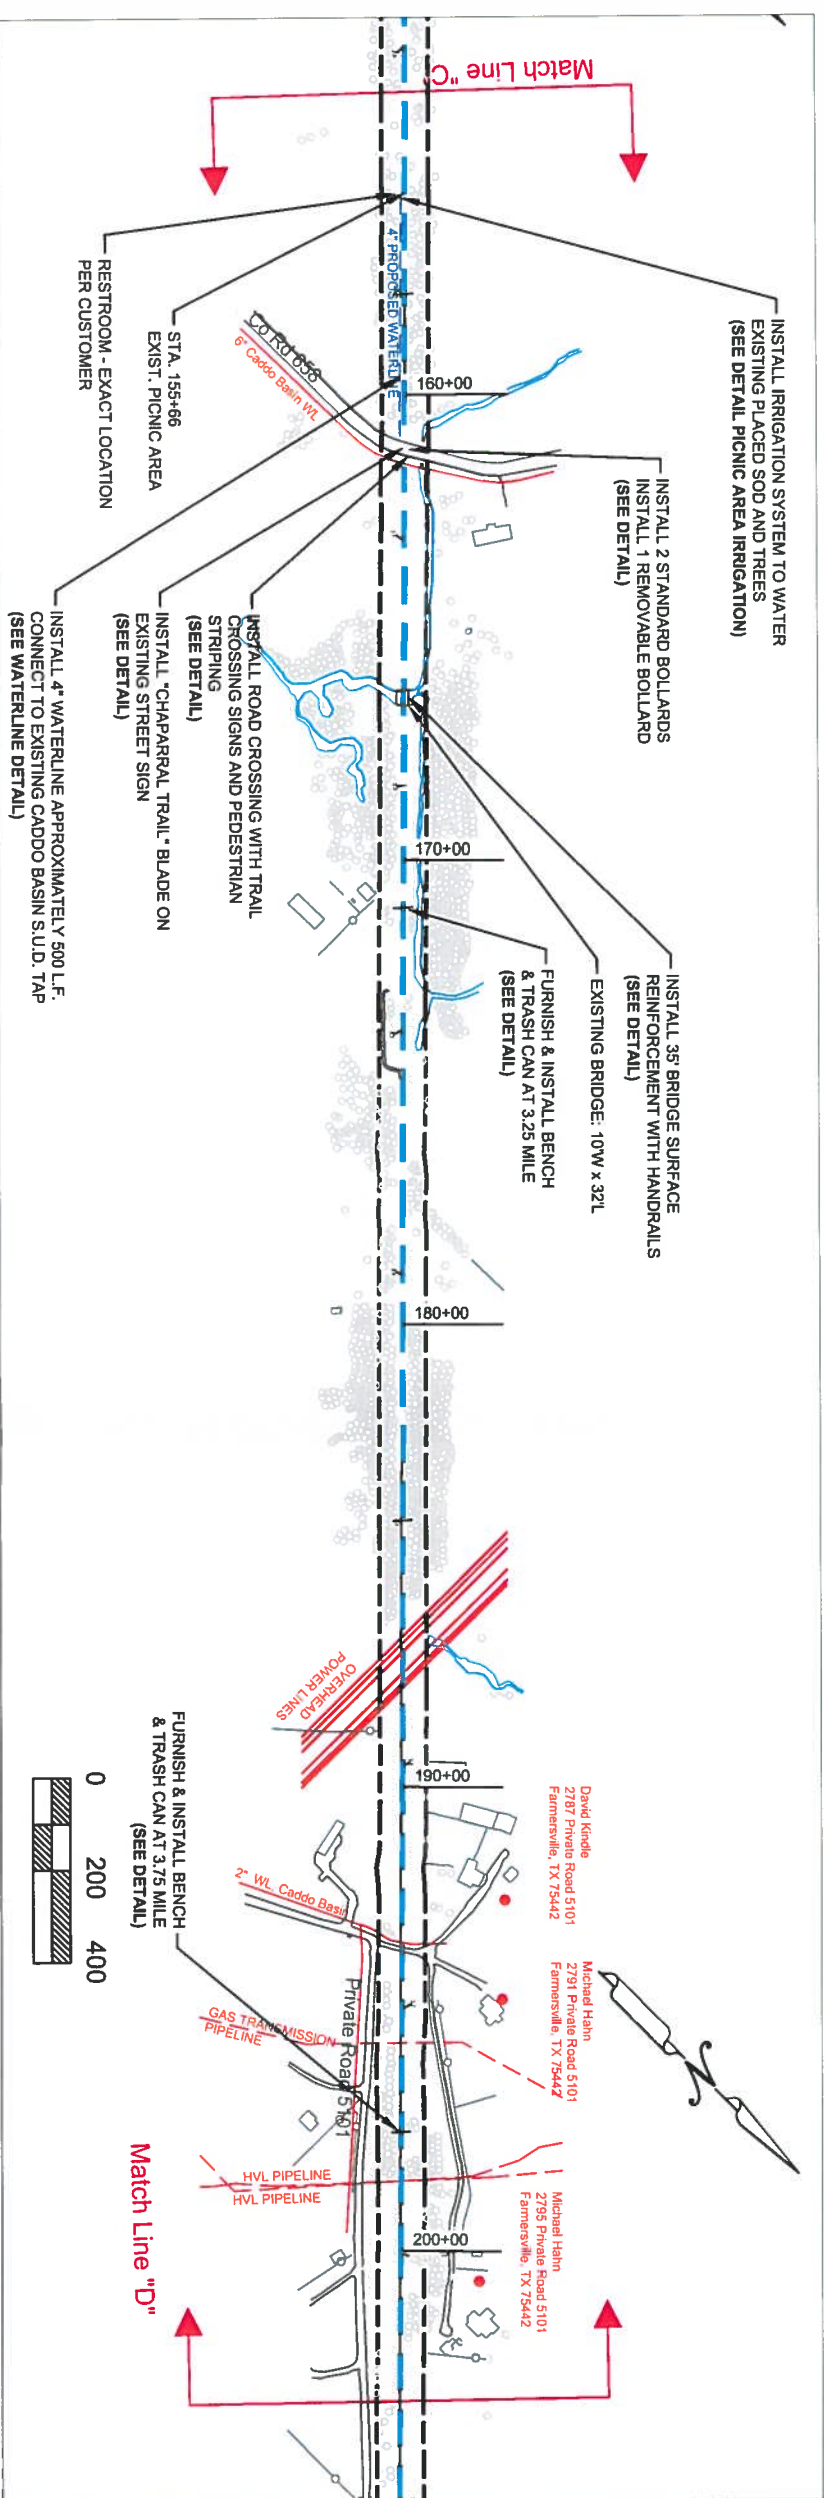 Match Line "C"
INSTALL IRRIGATION SYSTEM TO WATER
EXISTING PLACED SOD AND TREES
(SEE DETAIL PICNIC AREA IRRIGATION)
INSTALL 2 STANDARD BOLLARDS
INSTALL 1 REMOVABLE BOLLARD
(SEE DETAIL)
INSTALL 35' BRIDGE SURFACE
REINFORCEMENT WITH HANDRAILS
(SEE DETAIL)
EXISTING BRIDGE: 10'W x 32'L
FURNISH & INSTALL BENCH
& TRASH CAN AT 3.25 MILE
(SEE DETAIL)
4" PROPOSED WATERLINE
160+00
170+00
180+00
190+00
200+00
Co Rd 658
6" Caddo Basin WL
RESTROOM - EXACT LOCATION
PER CUSTOMER
STA. 155+66
EXIST. PICNIC AREA
INSTALL ROAD CROSSING WITH TRAIL
CROSSING SIGNS AND PEDESTRIAN
STRIPING
(SEE DETAIL)
INSTALL "CHAPARRAL TRAIL" BLADE ON
EXISTING STREET SIGN
(SEE DETAIL)
INSTALL 4" WATERLINE APPROXIMATELY 500 L.F.
CONNECT TO EXISTING CADDO BASIN S.U.D. TAP
(SEE WATERLINE DETAIL)
OVERHEAD
POWER LINES
David Kindle
2787 Private Road 5101
Farmersville, TX 75442
Michael Hahn
2791 Private Road 5101
Farmersville, TX 75442
Michael Hahn
2795 Private Road 5101
Farmersville, TX 75442
2" WL, Caddo Basin
Private Road 5101
GAS TRANSMISSION
PIPELINE
HVL PIPELINE
HVL PIPELINE
FURNISH & INSTALL BENCH
& TRASH CAN AT 3.75 MILE
(SEE DETAIL)
0 200 400
N
Match Line "D"